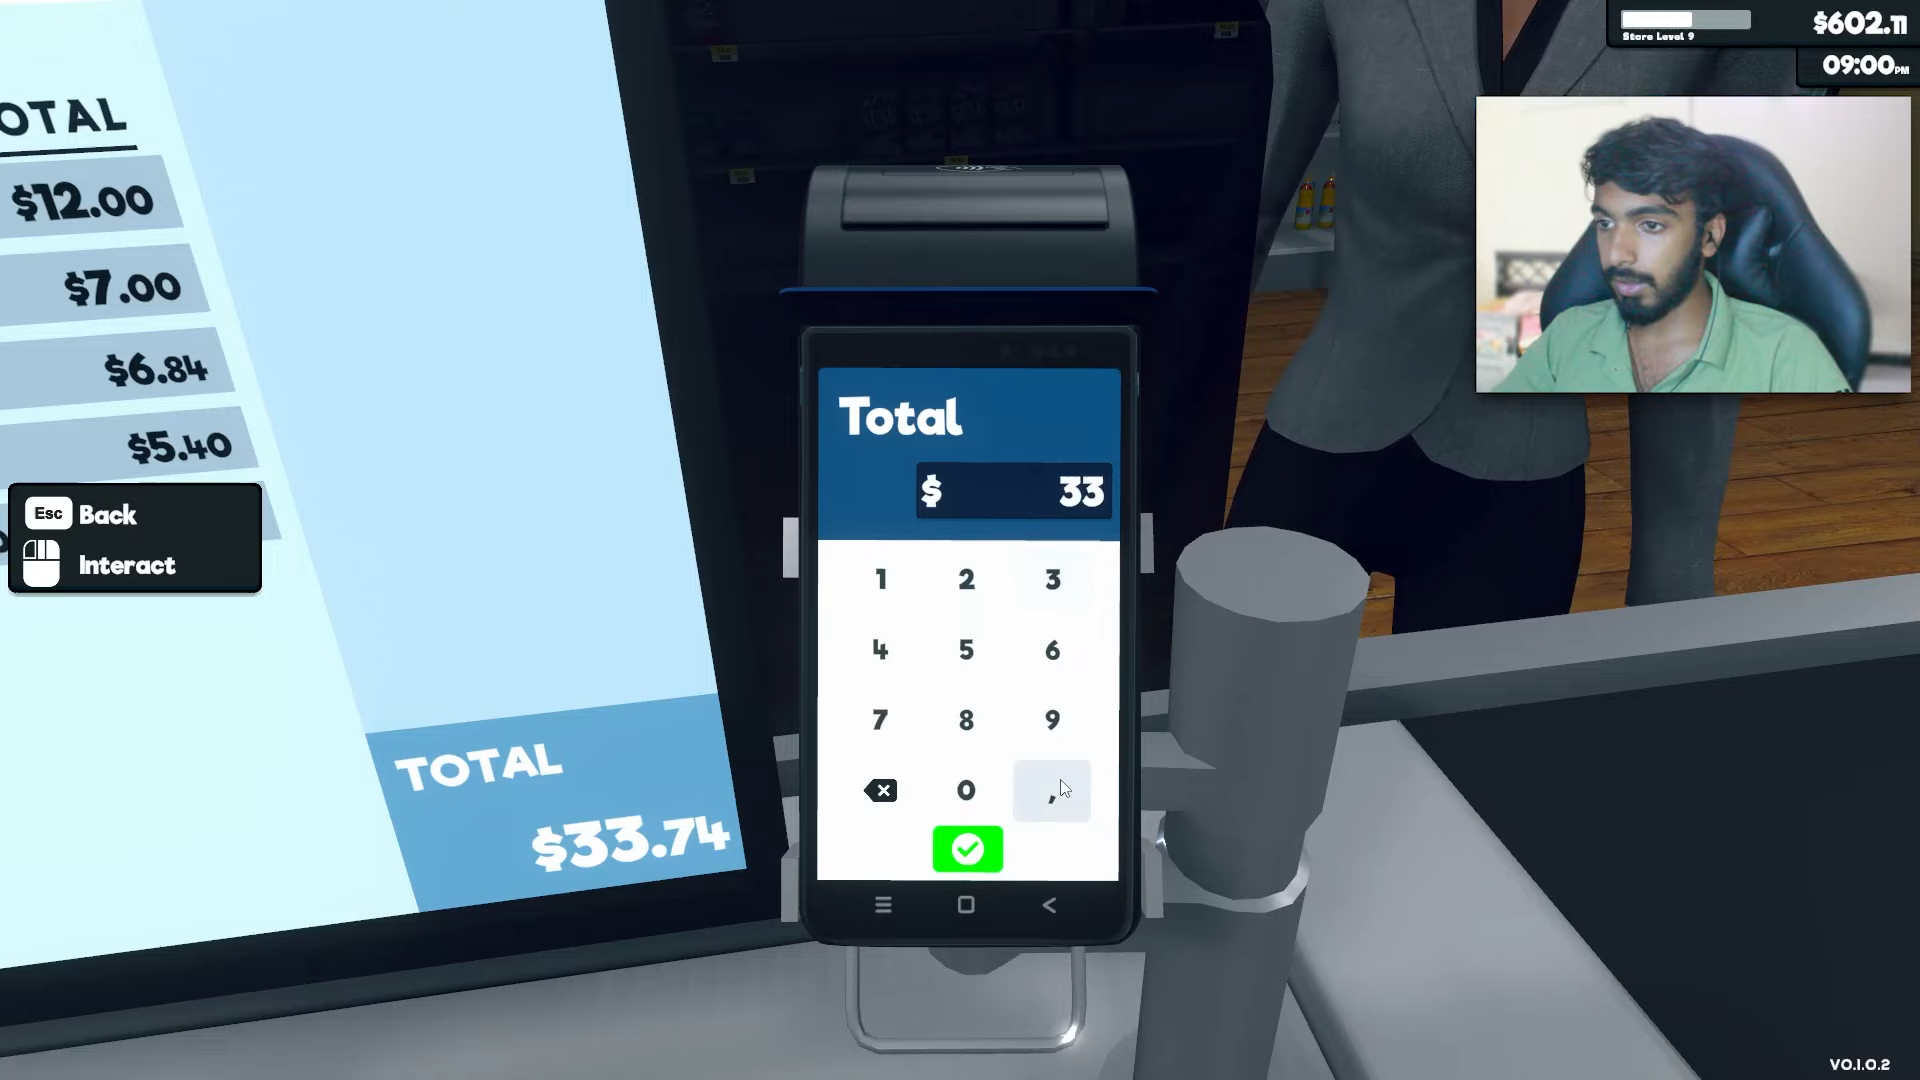 $602.11
Store Level 9
09:00PM
OTAL
$12.00
$7.00
$6.84
$5.40
Esc Back
Interact
TOTAL
$33.74
Total
$ 33
1 2 3
4 5 6
7 8 9
0 ,
V0.1.0.2